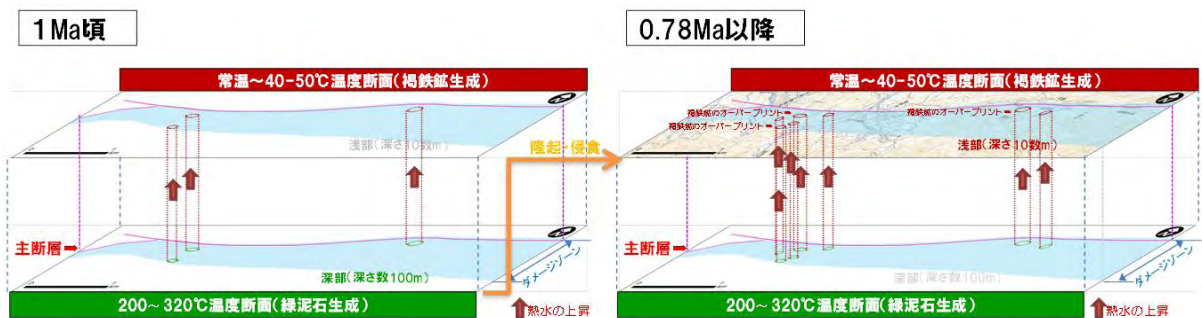 1Ma頃
常温～40-50℃温度断面(褐鉄鉱生成)
浅部(深さ10数m)
主断層➡
深部(深さ数100m)
ダメージゾーン
200～320℃温度断面(緑泥石生成)
熱水の上昇
隆起・侵食
0.78Ma以降
常温～40-50℃温度断面(褐鉄鉱生成)
褐鉄鉱のオーバープリント➡
褐鉄鉱のオーバープリント➡
褐鉄鉱のオーバープリント➡
浅部(深さ10数m)
主断層➡
深部(深さ数100m)
ダメージゾーン
200～320℃温度断面(緑泥石生成)
熱水の上昇